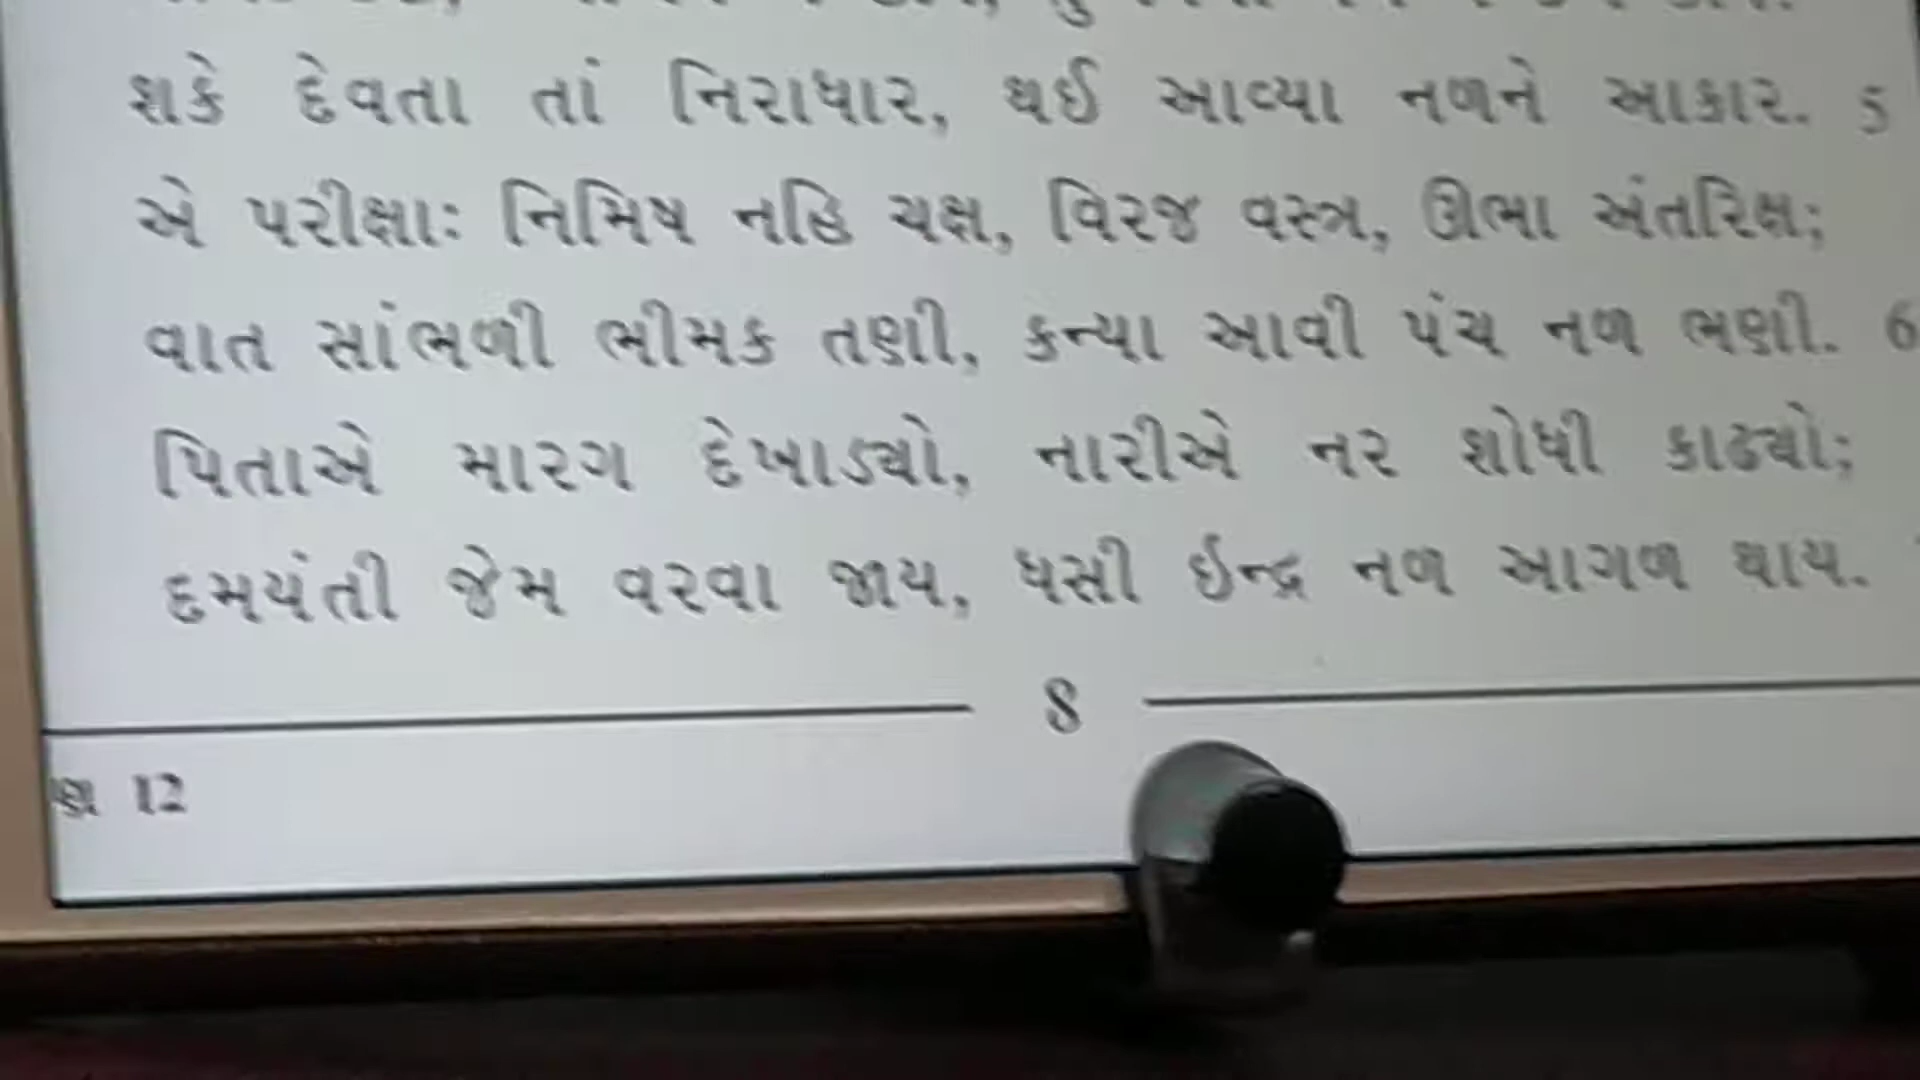 શકે દેવતા તાં નિરાધાર, થઈ આવ્યા નળને આકાર. 5
એ પરીક્ષાઃ નિમિષ નહિ ચક્ષ, વિરજ વસ્ત્ર, ઊભા અંતરિક્ષ;
વાત સાંભળી ભીમક તણી, કન્યા આવી પંચ નળ ભણી. 6
પિતાએ મારગ દેખાડ્યો, નારીએ નર શોધી કાઢ્યો;
દમયંતી જેમ વરવા જાય, ધસી ઈન્દ્ર નળ આગળ થાય.
8
12